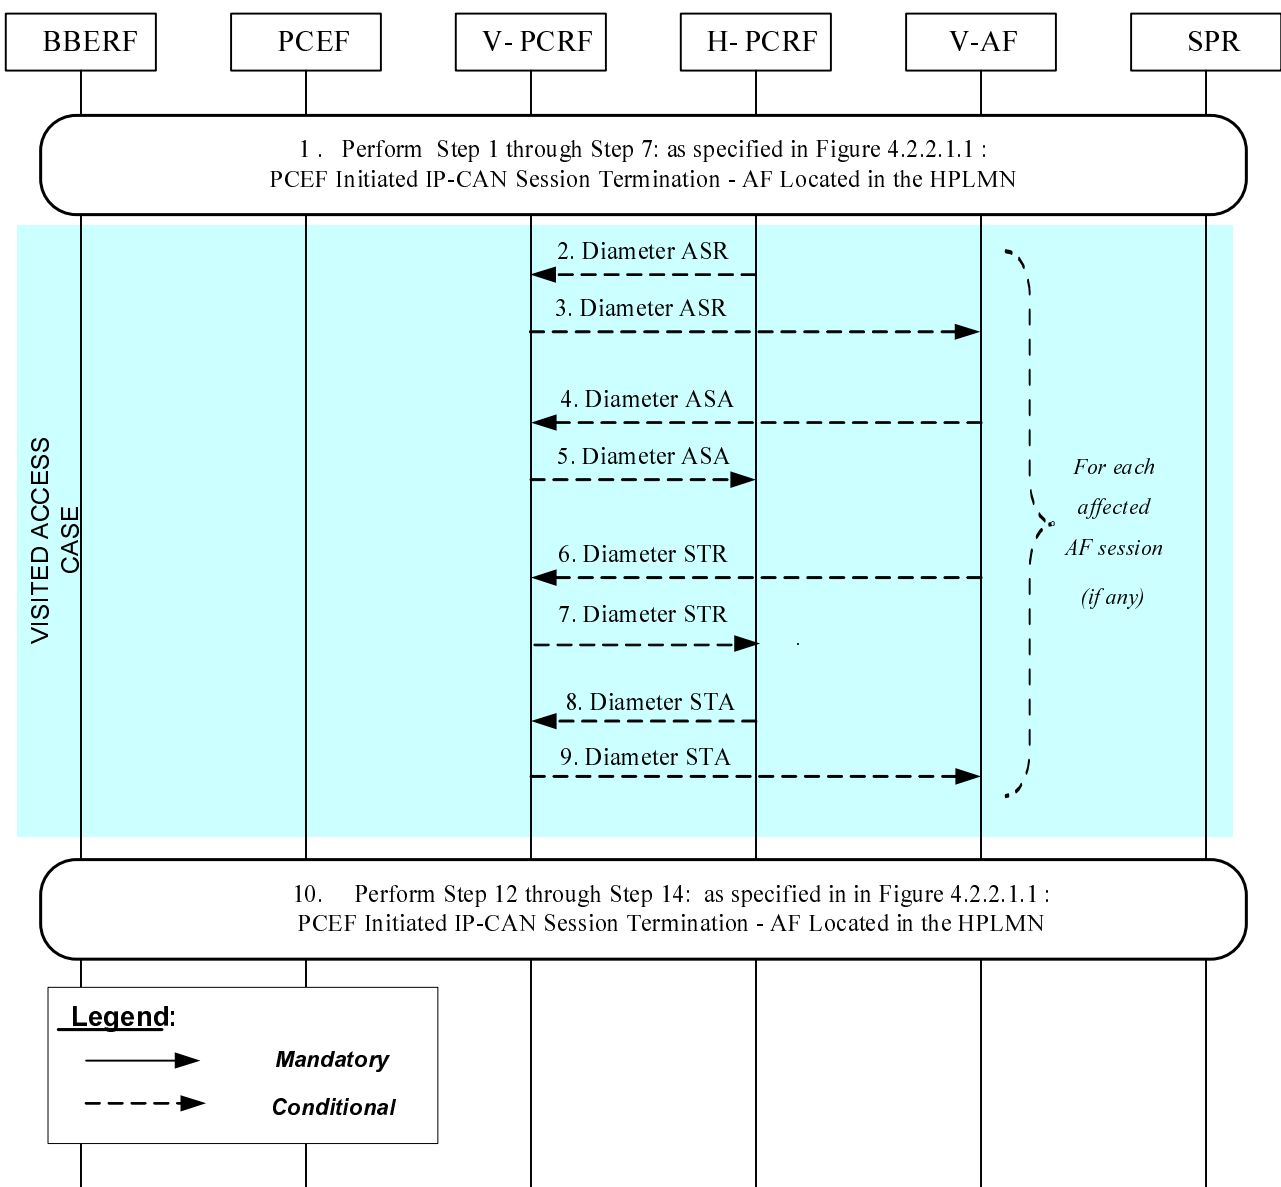 BBERF
PCEF
V- PCRF
H- PCRF
V-AF
SPR
1 . Perform Step 1 through Step 7: as specified in Figure 4.2.2.1.1 :
PCEF Initiated IP-CAN Session Termination - AF Located in the HPLMN
VISITED ACCESS
CASE
2. Diameter ASR
3. Diameter ASR
4. Diameter ASA
5. Diameter ASA
6. Diameter STR
7. Diameter STR
8. Diameter STA
9. Diameter STA
For each
affected
AF session
(if any)
10. Perform Step 12 through Step 14: as specified in in Figure 4.2.2.1.1 :
PCEF Initiated IP-CAN Session Termination - AF Located in the HPLMN
Legend:
Mandatory
Conditional